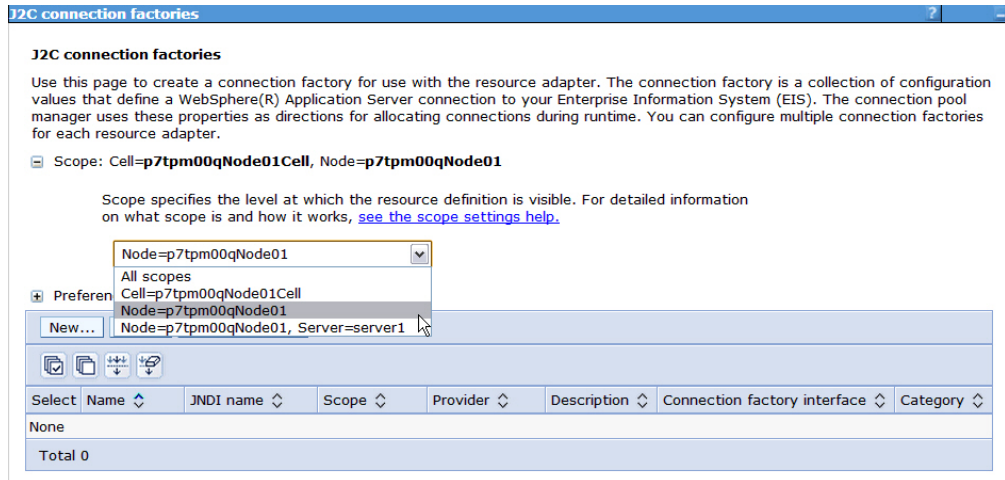 J2C connection factories
?
J2C connection factories
Use this page to create a connection factory for use with the resource adapter. The connection factory is a collection of configuration
values that define a WebSphere(R) Application Server connection to your Enterprise Information System (EIS). The connection pool
manager uses these properties as directions for allocating connections during runtime. You can configure multiple connection factories
for each resource adapter.
Scope: Cell=p7tpm00qNode01Cell, Node=p7tpm00qNode01
Scope specifies the level at which the resource definition is visible. For detailed information
on what scope is and how it works, see the scope settings help.
Node=p7tpm00qNode01
All scopes
Cell=p7tpm00qNode01Cell
Node=p7tpm00qNode01
Node=p7tpm00qNode01, Server=server1
Preferen
New...
Select Name JNDI name Scope Provider Description Connection factory interface Category
None
Total 0